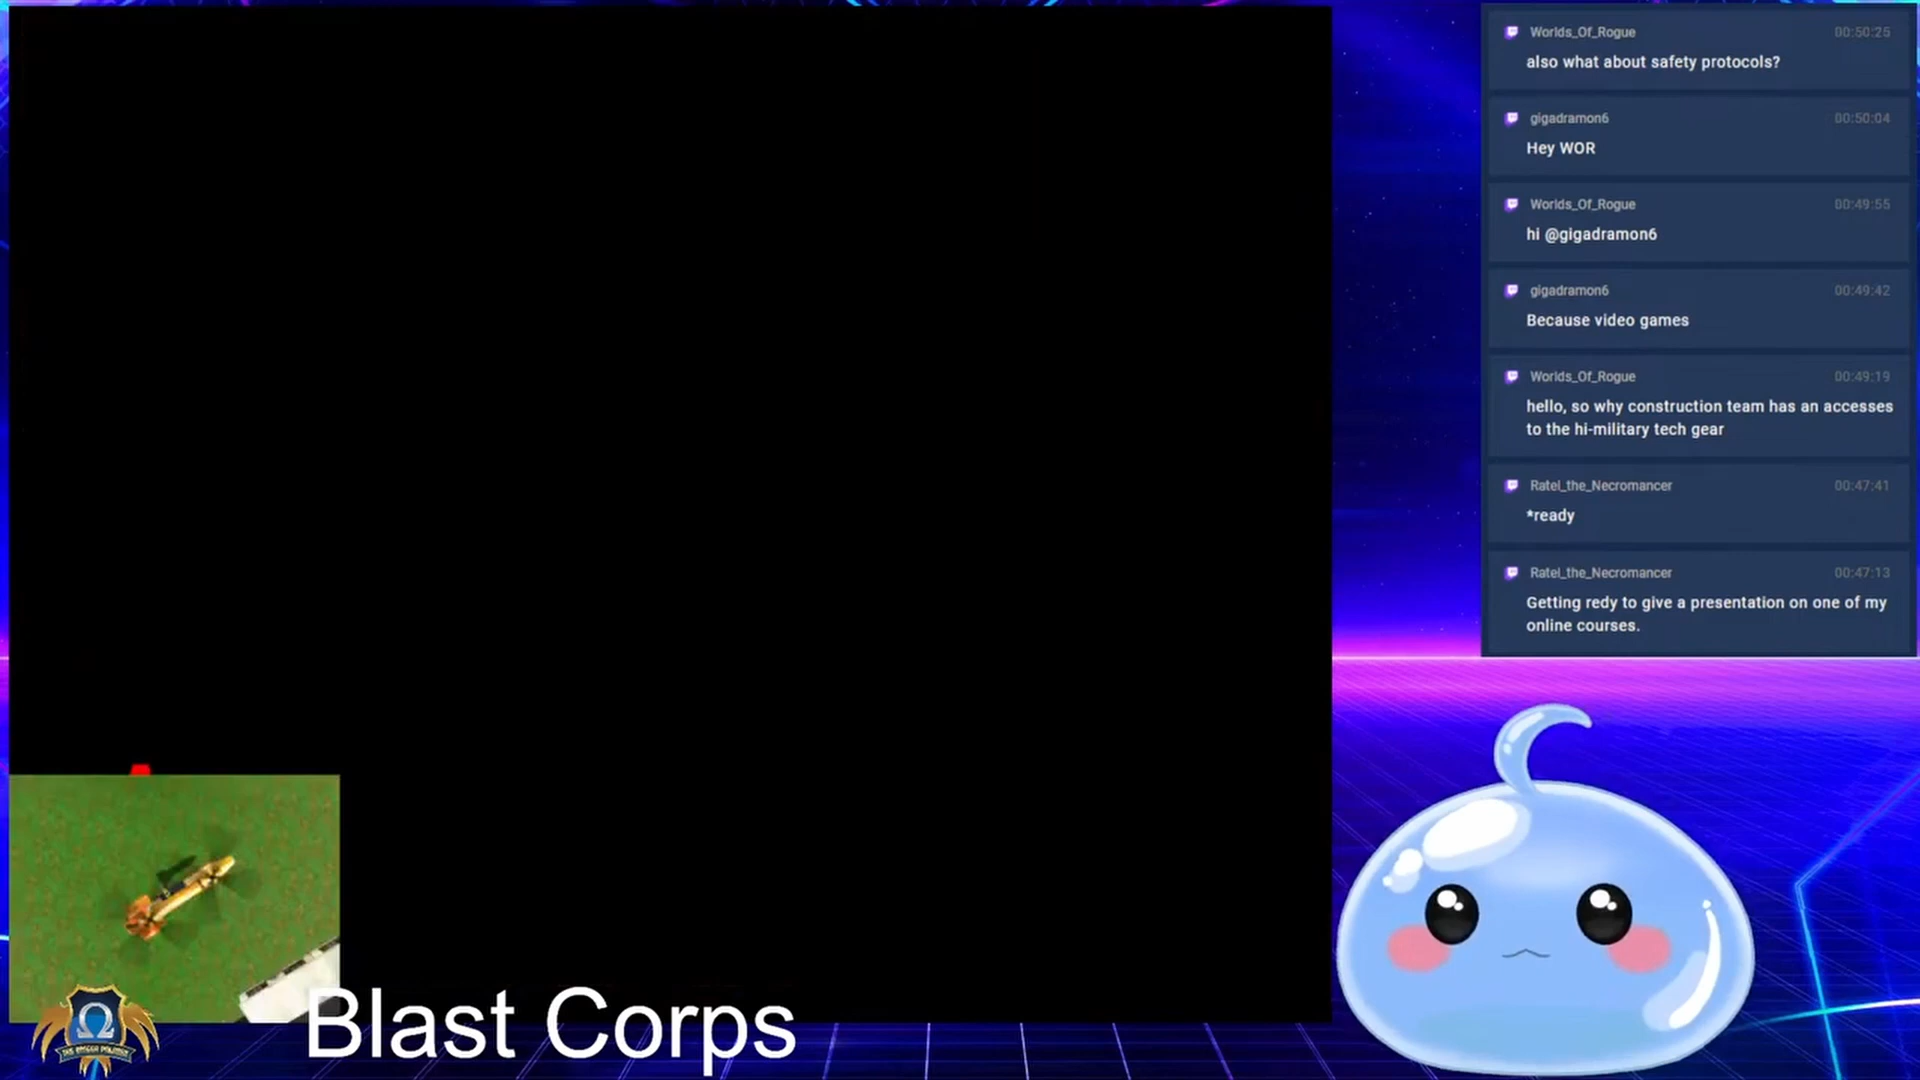 Worlds_Of_Rogue 00:50:25
also what about safety protocols?
gigadramon6 00:50:04
Hey WOR
Worlds_Of_Rogue 00:49:55
hi @gigadramon6
gigadramon6 00:49:42
Because video games
Worlds_Of_Rogue 00:49:19
hello, so why construction team has an accesses
to the hi-military tech gear
Ratel_the_Necromancer 00:47:41
*ready
Ratel_the_Necromancer 00:47:13
Getting redy to give a presentation on one of my
online courses.
Blast Corps